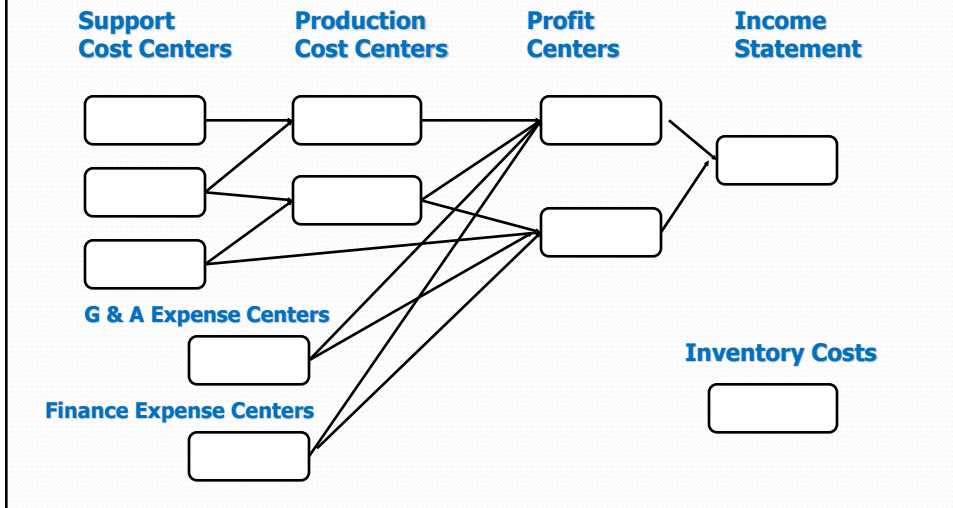 Support
Cost Centers
Production
Cost Centers
Profit
Centers
Income
Statement
G & A Expense Centers
Inventory Costs
Finance Expense Centers